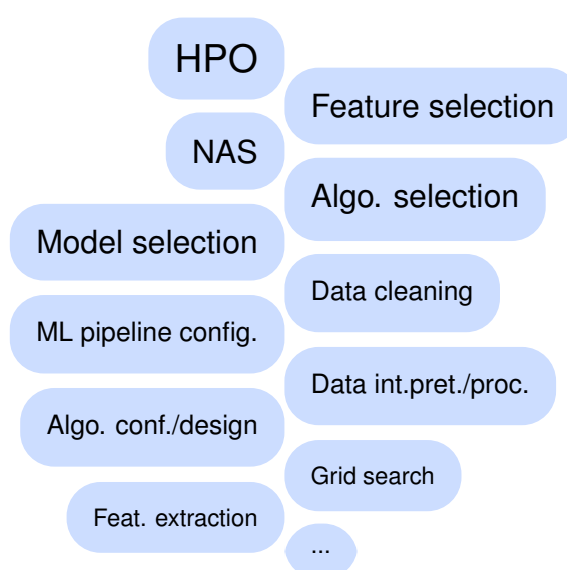 HPO
Feature selection
NAS
Algo. selection
Model selection
Data cleaning
ML pipeline config.
Data int.pret./proc.
Algo. conf./design
Grid search
Feat. extraction
...